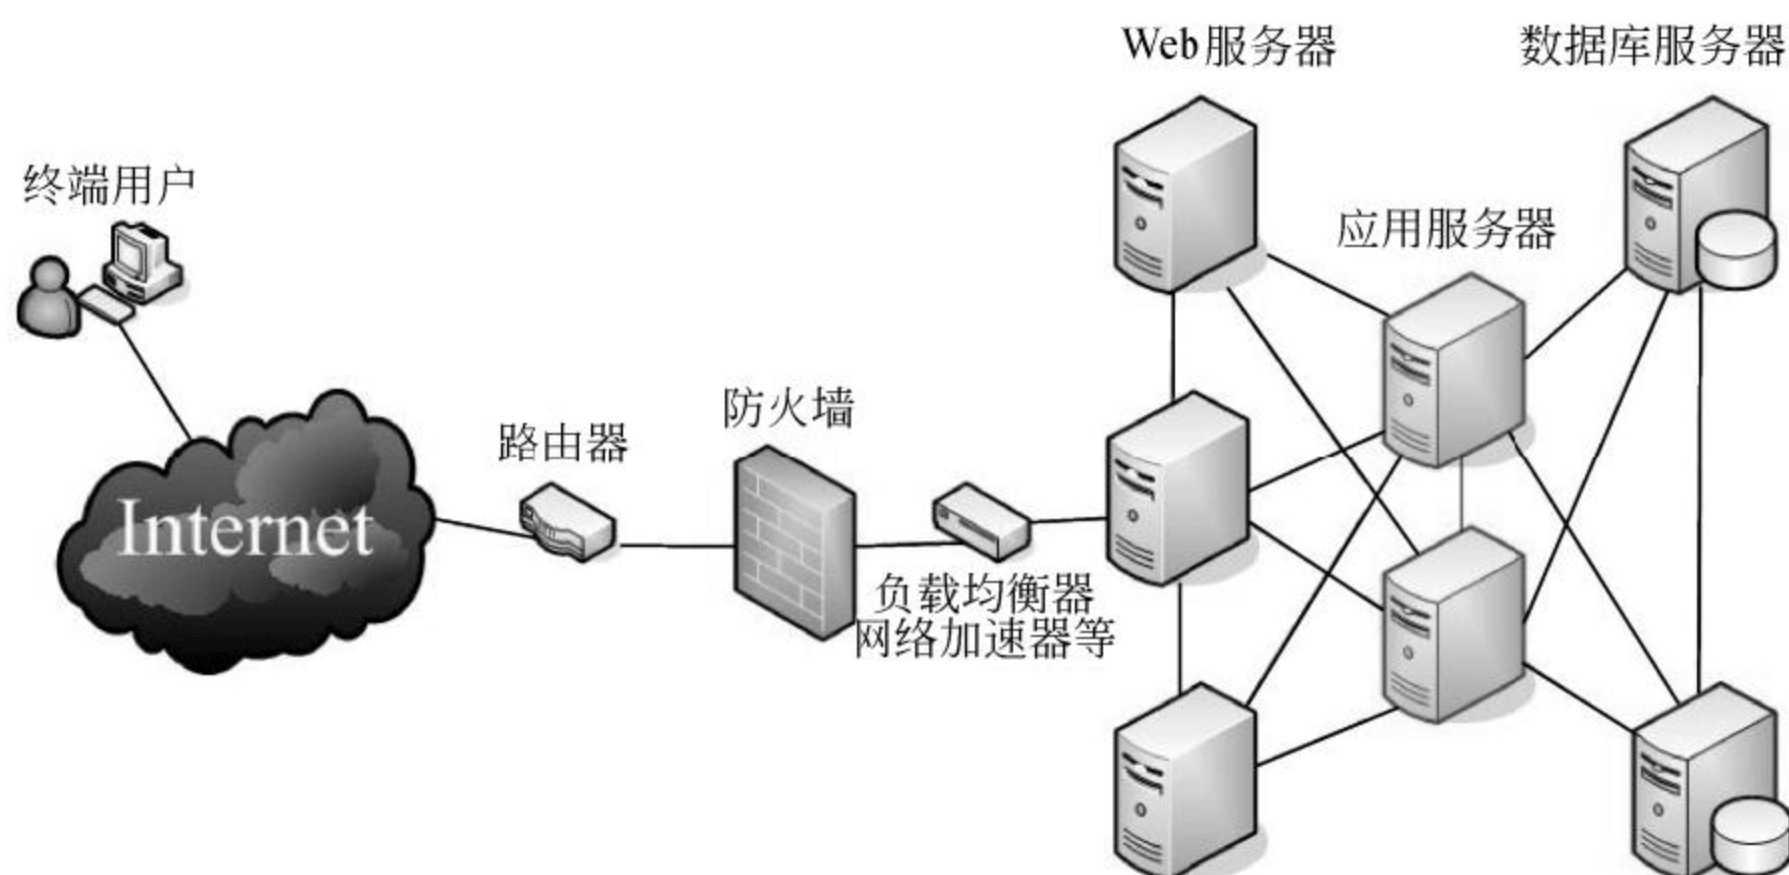 Web服务器
数据库服务器
终端用户
应用服务器
防火墙
路由器
Internet
负载均衡器
网络加速器等